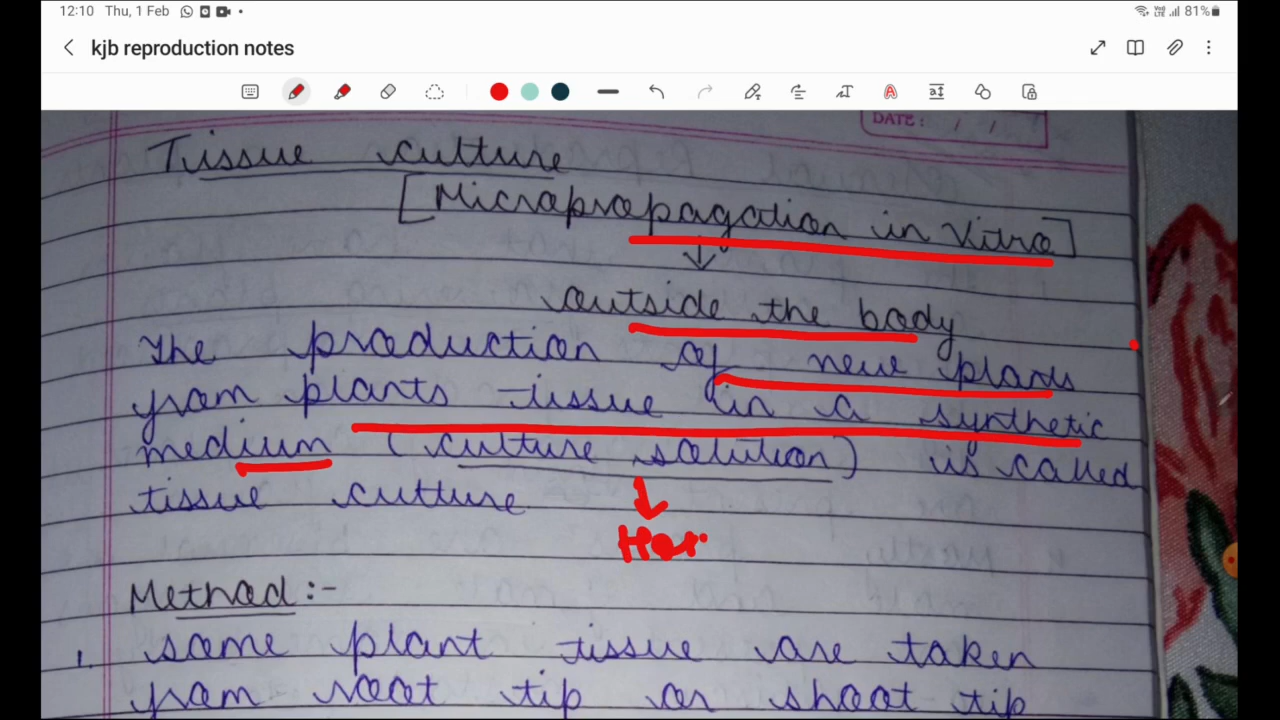 12:10 Thu, 1 Feb
81%
kjb reproduction notes
DATE: / /
Tissue culture
[Micropropagation in Vitro]
↓
outside the body
The production of new plants
from plants tissue in a synthetic
medium (culture solution) is called
tissue culture
Hor
Method :-
1. some plant tissue are taken
from root tip or shoot tip